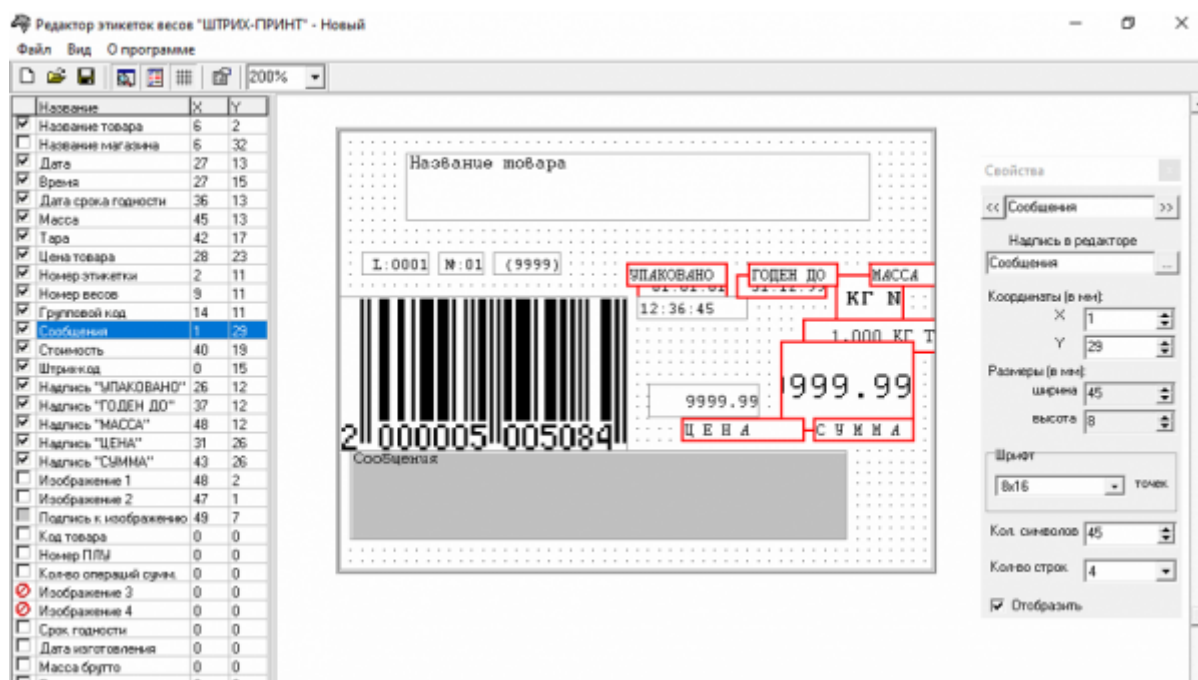 Редактор этикеток весов "ШТРИХ-ПРИНТ" - Новый
Файл Вид О программе
200%
Название X Y
Название товара 6 2
Название магазина 6 32
Дата 27 13
Время 27 15
Дата срока годности 36 13
Масса 45 13
Тара 42 17
Цена товара 28 23
Номер этикетки 2 11
Номер весов 9 11
Групповой код 14 11
Сообщения 1 29
Стоимость 40 19
Штрих-код 0 15
Надпись "УПАКОВАНО" 26 12
Надпись "ГОДЕН ДО" 37 12
Надпись "МАССА" 48 12
Надпись "ЦЕНА" 31 26
Надпись "СУММА" 43 26
Изображение 1 48 2
Изображение 2 47 1
Подпись к изображению 49 7
Код товара 0 0
Номер ПЛУ 0 0
Кол-во операций сумм. 0 0
Изображение 3 0 0
Изображение 4 0 0
Срок годности 0 0
Дата изготовления 0 0
Масса брутто 0 0
Название товара
L:0001 №:01 (9999)
УПАКОВАНО ГОДЕН ДО МАССА
КГ N
12:36:45
1.000 КГ Т
9999.99
9999.99
ЦЕНА СУММА
2 000005 005084
Сообщения
Свойства
<< Сообщения >>
Надпись в редакторе
Сообщения ...
Координаты (в мм):
X 1
Y 29
Размеры (в мм):
ширина 45
высота 8
Шрифт
8x16 точек
Кол. символов 45
Кол-во строк 4
Отобразить